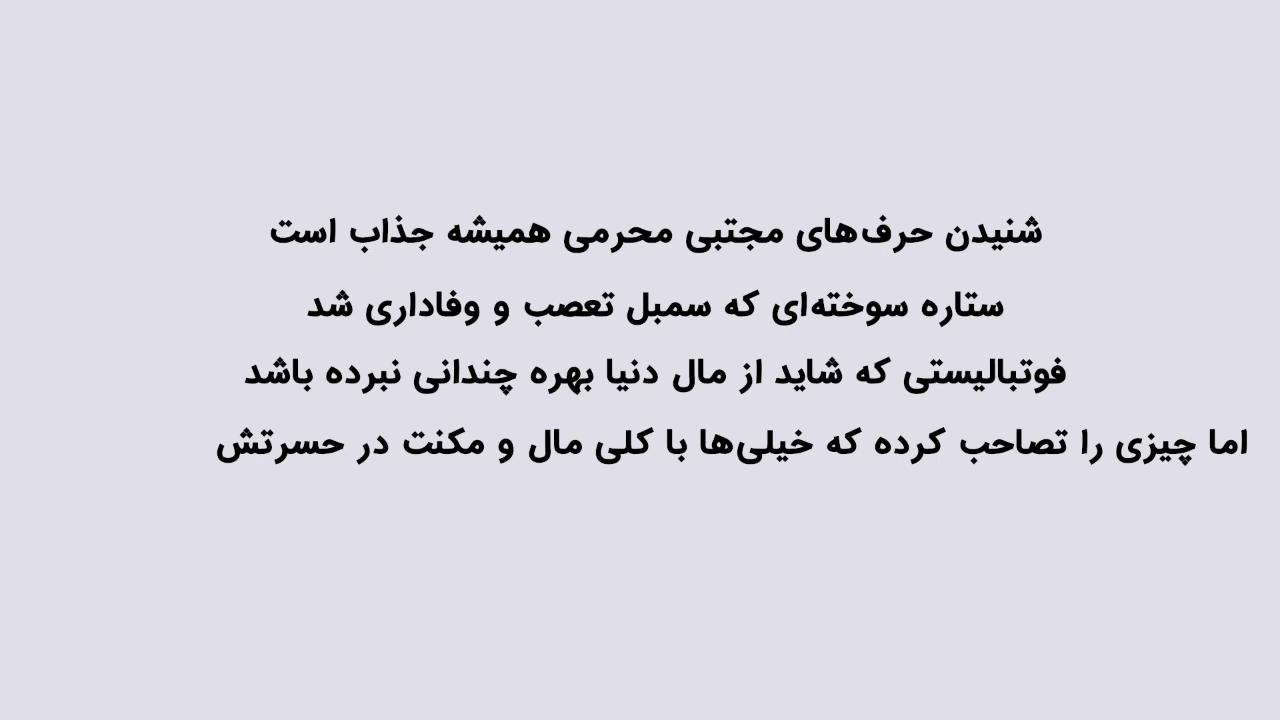 شنیدن حرف‌های مجتبی محرمی همیشه جذاب است
ستاره سوخته‌ای که سمبل تعصب و وفاداری شد
فوتبالیستی که شاید از مال دنیا بهره چندانی نبرده باشد
اما چیزی را تصاحب کرده که خیلی‌ها با کلی مال و مکنت در حسرتش